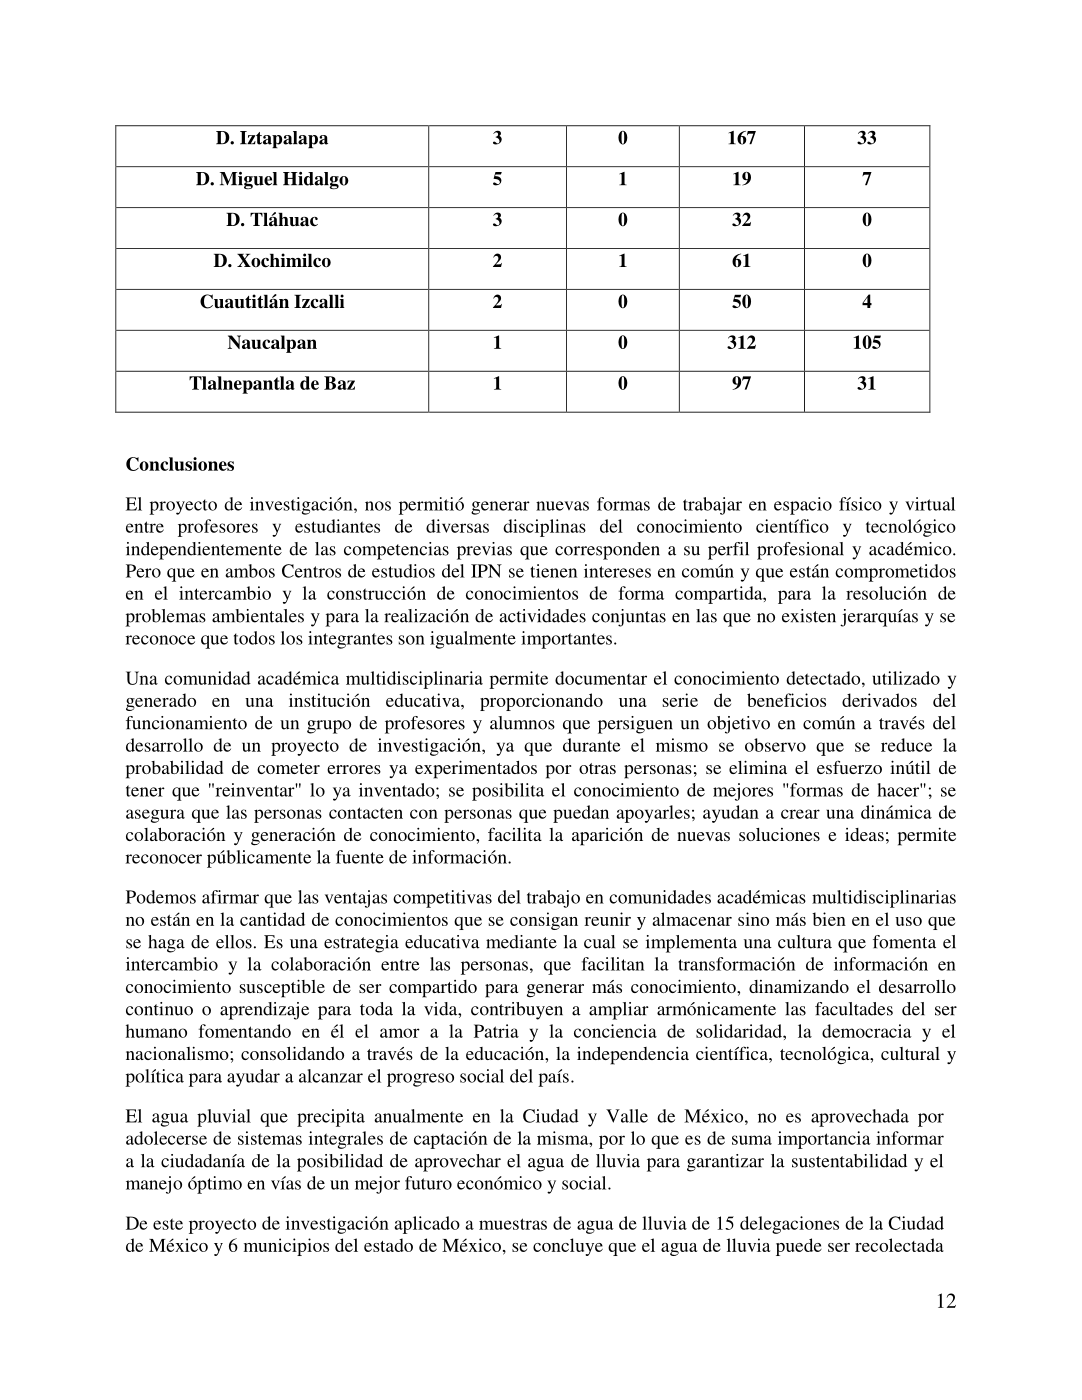 D. Iztapalapa 3 0 167 33
D. Miguel Hidalgo 5 1 19 7
D. Tláhuac 3 0 32 0
D. Xochimilco 2 1 61 0
Cuautitlán Izcalli 2 0 50 4
Naucalpan 1 0 312 105
Tlalnepantla de Baz 1 0 97 31
Conclusiones
El proyecto de investigación, nos permitió generar nuevas formas de trabajar en espacio físico y virtual
entre profesores y estudiantes de diversas disciplinas del conocimiento científico y tecnológico
independientemente de las competencias previas que corresponden a su perfil profesional y académico.
Pero que en ambos Centros de estudios del IPN se tienen intereses en común y que están comprometidos
en el intercambio y la construcción de conocimientos de forma compartida, para la resolución de
problemas ambientales y para la realización de actividades conjuntas en las que no existen jerarquías y se
reconoce que todos los integrantes son igualmente importantes.
Una comunidad académica multidisciplinaria permite documentar el conocimiento detectado, utilizado y
generado en una institución educativa, proporcionando una serie de beneficios derivados del
funcionamiento de un grupo de profesores y alumnos que persiguen un objetivo en común a través del
desarrollo de un proyecto de investigación, ya que durante el mismo se observo que se reduce la
probabilidad de cometer errores ya experimentados por otras personas; se elimina el esfuerzo inútil de
tener que "reinventar" lo ya inventado; se posibilita el conocimiento de mejores "formas de hacer"; se
asegura que las personas contacten con personas que puedan apoyarles; ayudan a crear una dinámica de
colaboración y generación de conocimiento, facilita la aparición de nuevas soluciones e ideas; permite
reconocer públicamente la fuente de información.
Podemos afirmar que las ventajas competitivas del trabajo en comunidades académicas multidisciplinarias
no están en la cantidad de conocimientos que se consigan reunir y almacenar sino más bien en el uso que
se haga de ellos. Es una estrategia educativa mediante la cual se implementa una cultura que fomenta el
intercambio y la colaboración entre las personas, que facilitan la transformación de información en
conocimiento susceptible de ser compartido para generar más conocimiento, dinamizando el desarrollo
continuo o aprendizaje para toda la vida, contribuyen a ampliar armónicamente las facultades del ser
humano fomentando en él el amor a la Patria y la conciencia de solidaridad, la democracia y el
nacionalismo; consolidando a través de la educación, la independencia científica, tecnológica, cultural y
política para ayudar a alcanzar el progreso social del país.
El agua pluvial que precipita anualmente en la Ciudad y Valle de México, no es aprovechada por
adolecerse de sistemas integrales de captación de la misma, por lo que es de suma importancia informar
a la ciudadanía de la posibilidad de aprovechar el agua de lluvia para garantizar la sustentabilidad y el
manejo óptimo en vías de un mejor futuro económico y social.
De este proyecto de investigación aplicado a muestras de agua de lluvia de 15 delegaciones de la Ciudad
de México y 6 municipios del estado de México, se concluye que el agua de lluvia puede ser recolectada
12